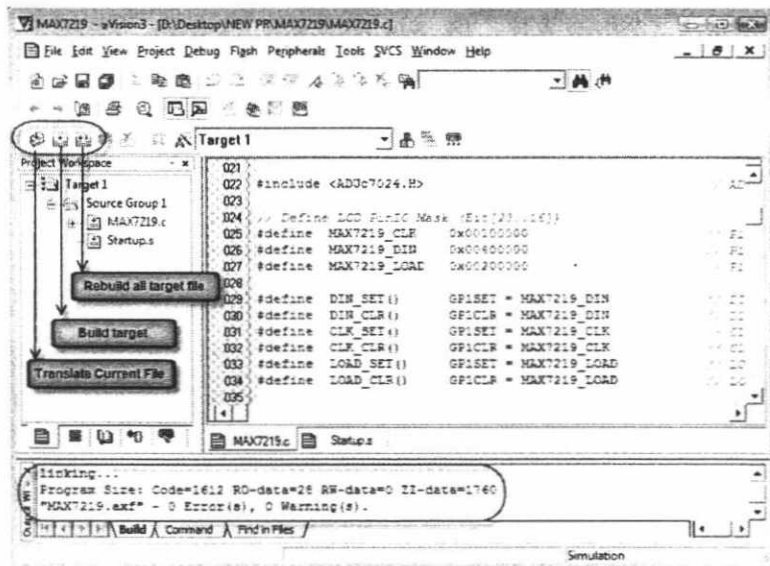 MAX7219 - µVision3 - [D:\Desktop\NEW PR\MAX7219\MAX7219.c]
File Edit View Project Debug Flash Peripherals Tools SVCS Window Help
Target 1
Project Workspace
Target 1
Source Group 1
MAX7219.c
Startup.s
Rebuild all target file
Build target
Translate Current File
021
022 #include <ADuc7024.H>
023
024 // Define LCD PinIO Mask
025 #define MAX7219_CLK 0x00100000
026 #define MAX7219_DIN 0x00400000
027 #define MAX7219_LOAD 0x00200000
028
029 #define DIN_SET() GP1SET = MAX7219_DIN
030 #define DIN_CLR() GP1CLR = MAX7219_DIN
031 #define CLK_SET() GP1SET = MAX7219_CLK
032 #define CLK_CLR() GP1CLR = MAX7219_CLK
033 #define LOAD_SET() GP1SET = MAX7219_LOAD
034 #define LOAD_CLR() GP1CLR = MAX7219_LOAD
035
MAX7219.c Startup.s
linking...
Program Size: Code=1612 RO-data=28 RW-data=0 ZI-data=1760
"MAX7219.axf" - 0 Error(s), 0 Warning(s).
Build Command Find in Files
Simulation